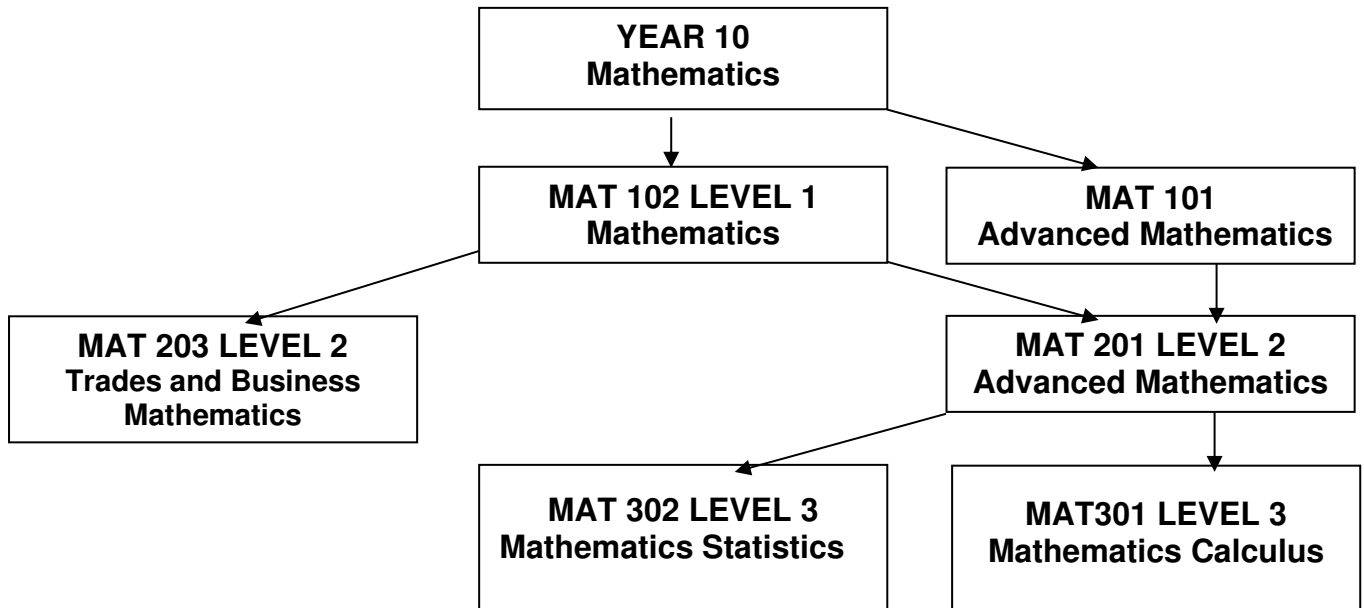 YEAR 10
Mathematics
MAT 102 LEVEL 1
Mathematics
MAT 101
Advanced Mathematics
MAT 203 LEVEL 2
Trades and Business
Mathematics
MAT 201 LEVEL 2
Advanced Mathematics
MAT 302 LEVEL 3
Mathematics Statistics
MAT301 LEVEL 3
Mathematics Calculus